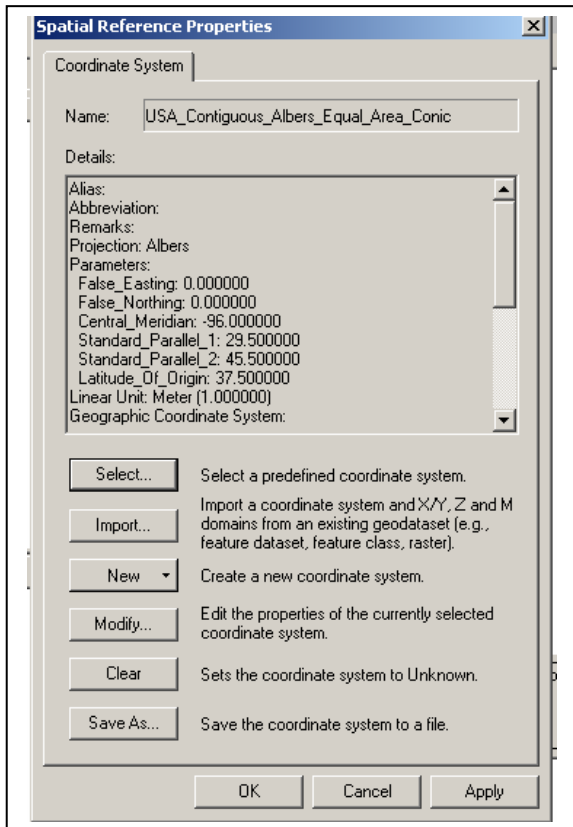 Spatial Reference Properties
Coordinate System
Name: USA_Contiguous_Albers_Equal_Area_Conic
Details:
Alias:
Abbreviation:
Remarks:
Projection: Albers
Parameters:
False_Easting: 0.000000
False_Northing: 0.000000
Central_Meridian: -96.000000
Standard_Parallel_1: 29.500000
Standard_Parallel_2: 45.500000
Latitude_Of_Origin: 37.500000
Linear Unit: Meter (1.000000)
Geographic Coordinate System:
Select... Select a predefined coordinate system.
Import... Import a coordinate system and X/Y, Z and M
domains from an existing geodataset (e.g.,
feature dataset, feature class, raster).
New Create a new coordinate system.
Modify... Edit the properties of the currently selected
coordinate system.
Clear Sets the coordinate system to Unknown.
Save As... Save the coordinate system to a file.
OK Cancel Apply